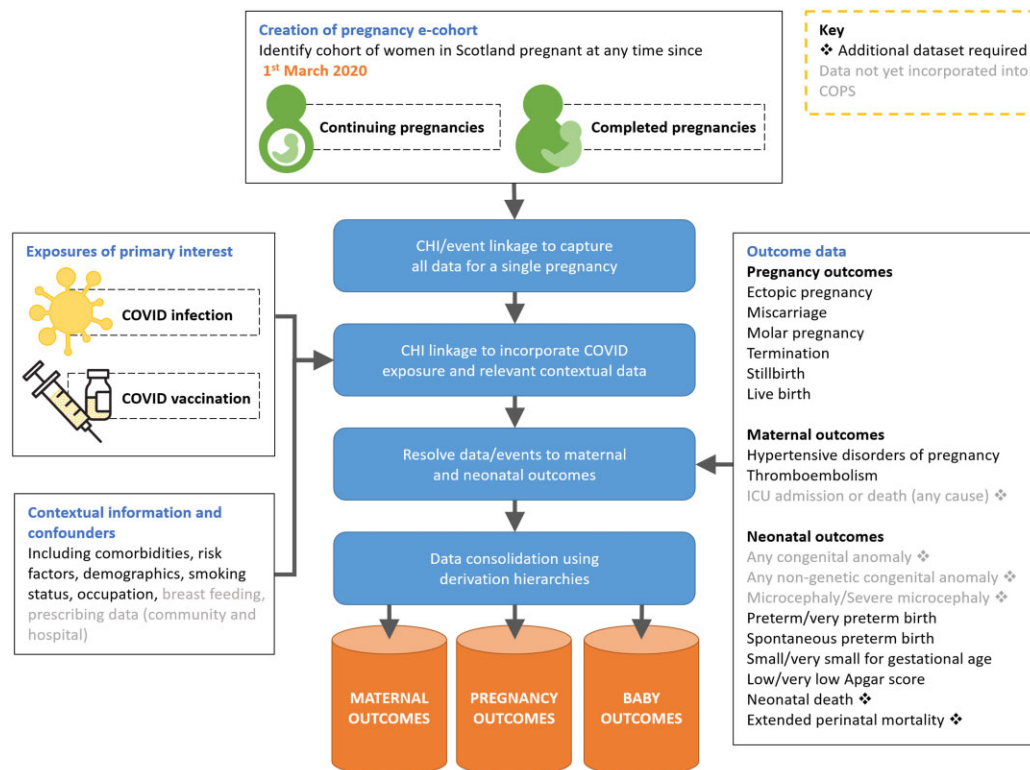 Creation of pregnancy e-cohort
Identify cohort of women in Scotland pregnant at any time since
1st March 2020
Continuing pregnancies
Completed pregnancies
Key
❖ Additional dataset required
Data not yet incorporated into
COPS
CHI/event linkage to capture
all data for a single pregnancy
Exposures of primary interest
COVID infection
COVID vaccination
CHI linkage to incorporate COVID
exposure and relevant contextual data
Resolve data/events to maternal
and neonatal outcomes
Contextual information and
confounders
Including comorbidities, risk
factors, demographics, smoking
status, occupation, breast feeding,
prescribing data (community and
hospital)
Data consolidation using
derivation hierarchies
MATERNAL
OUTCOMES
PREGNANCY
OUTCOMES
BABY
OUTCOMES
Outcome data
Pregnancy outcomes
Ectopic pregnancy
Miscarriage
Molar pregnancy
Termination
Stillbirth
Live birth
Maternal outcomes
Hypertensive disorders of pregnancy
Thromboembolism
ICU admission or death (any cause) ❖
Neonatal outcomes
Any congenital anomaly ❖
Any non-genetic congenital anomaly ❖
Microcephaly/Severe microcephaly ❖
Preterm/very preterm birth
Spontaneous preterm birth
Small/very small for gestational age
Low/very low Apgar score
Neonatal death ❖
Extended perinatal mortality ❖